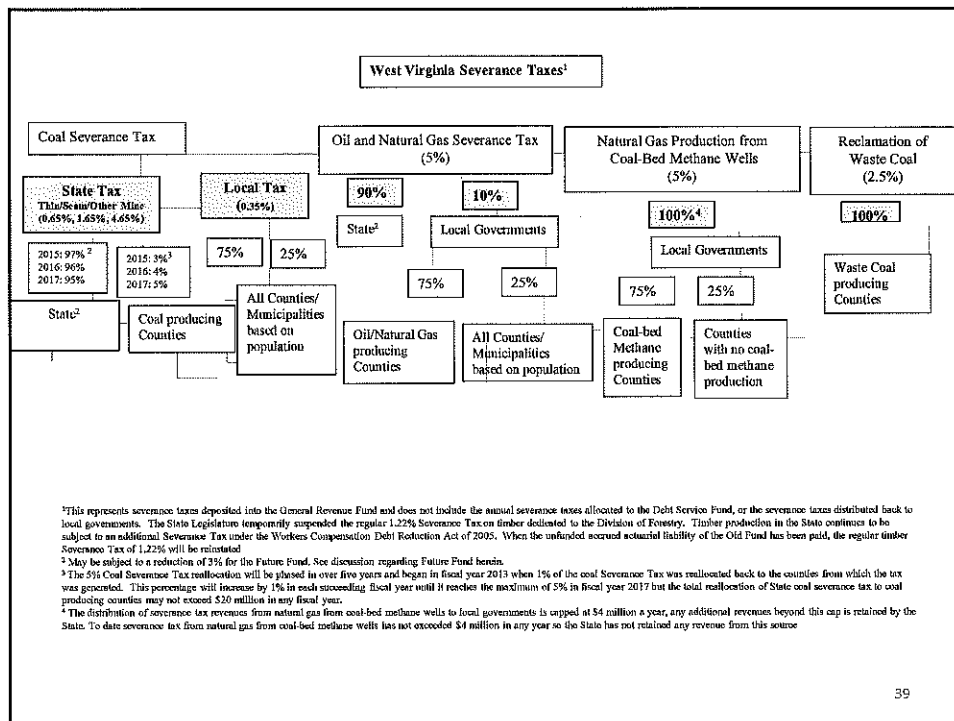 West Virginia Severance Taxes1
Coal Severance Tax
State Tax
Thin/Seam/Other Mine
(0.65%, 1.65%, 4.65%)
Local Tax
(0.35%)
2015: 97% 2
2016: 96%
2017: 95%
2015: 3%3
2016: 4%
2017: 5%
75%
25%
State2
Coal producing
Counties
All Counties/
Municipalities
based on
population
Oil and Natural Gas Severance Tax
(5%)
90%
10%
State2
Local Governments
75%
25%
Oil/Natural Gas
producing
Counties
All Counties/
Municipalities
based on population
Natural Gas Production from
Coal-Bed Methane Wells
(5%)
100%4
Local Governments
75%
25%
Coal-bed
Methane
producing
Counties
Counties
with no coal-
bed methane
production
Reclamation of
Waste Coal
(2.5%)
100%
Waste Coal
producing
Counties
1This represents severance taxes deposited into the General Revenue Fund and does not include the annual severance taxes allocated to the Debt Service Fund, or the severance taxes distributed back to
local governments. The State Legislature temporarily suspended the regular 1.22% Severance Tax on timber dedicated to the Division of Forestry. Timber production in the State continues to be
subject to an additional Severance Tax under the Workers Compensation Debt Reduction Act of 2005. When the unfunded accrued actuarial liability of the Old Fund has been paid, the regular timber
Severance Tax of 1.22% will be reinstated
2 May be subject to a reduction of 3% for the Future Fund. See discussion regarding Future Fund herein.
3 The 5% Coal Severance Tax reallocation will be phased in over five years and began in fiscal year 2013 when 1% of the coal Severance Tax was reallocated back to the counties from which the tax
was generated. This percentage will increase by 1% in each succeeding fiscal year until it reaches the maximum of 5% in fiscal year 2017 but the total reallocation of State coal severance tax to coal
producing counties may not exceed $20 million in any fiscal year.
4 The distribution of severance tax revenues from natural gas from coal-bed methane wells to local governments is capped at $4 million a year, any additional revenues beyond this cap is retained by the
State. To date severance tax from natural gas from coal-bed methane wells has not exceeded $4 million in any year so the State has not retained any revenue from this source
39